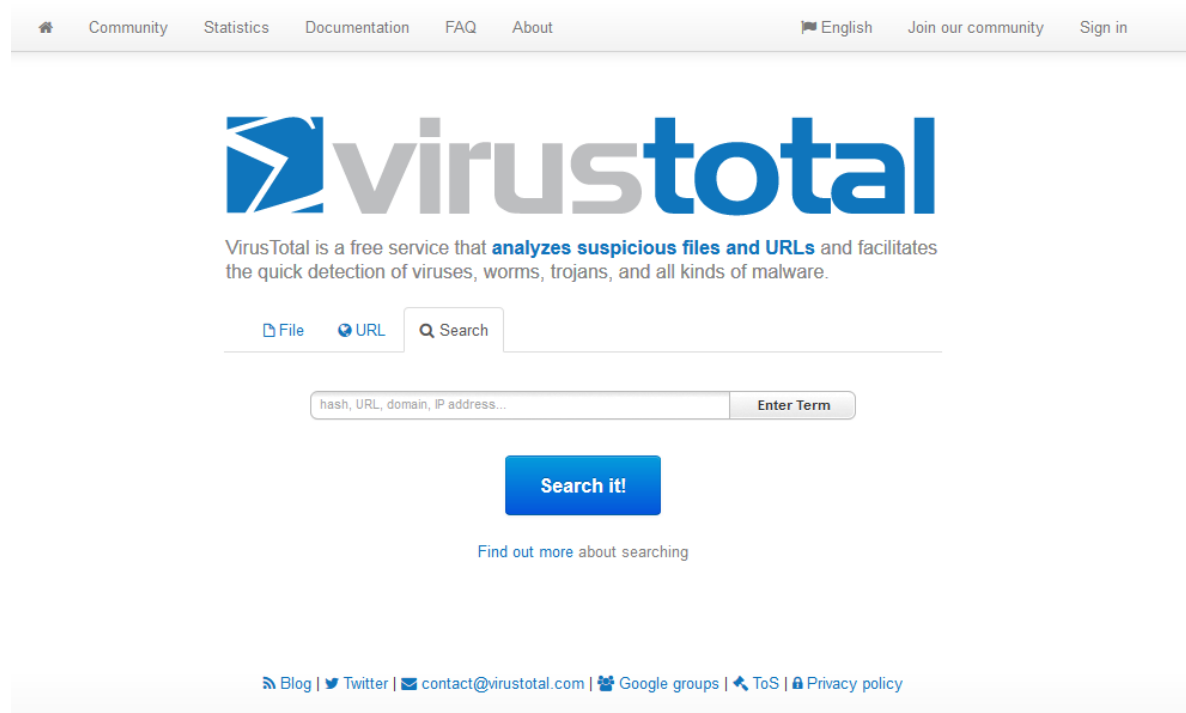 Community Statistics Documentation FAQ About English Join our community Sign in
virustotal
VirusTotal is a free service that analyzes suspicious files and URLs and facilitates
the quick detection of viruses, worms, trojans, and all kinds of malware.
File URL Search
hash, URL, domain, IP address... Enter Term
Search it!
Find out more about searching
Blog | Twitter | contact@virustotal.com | Google groups | ToS | Privacy policy